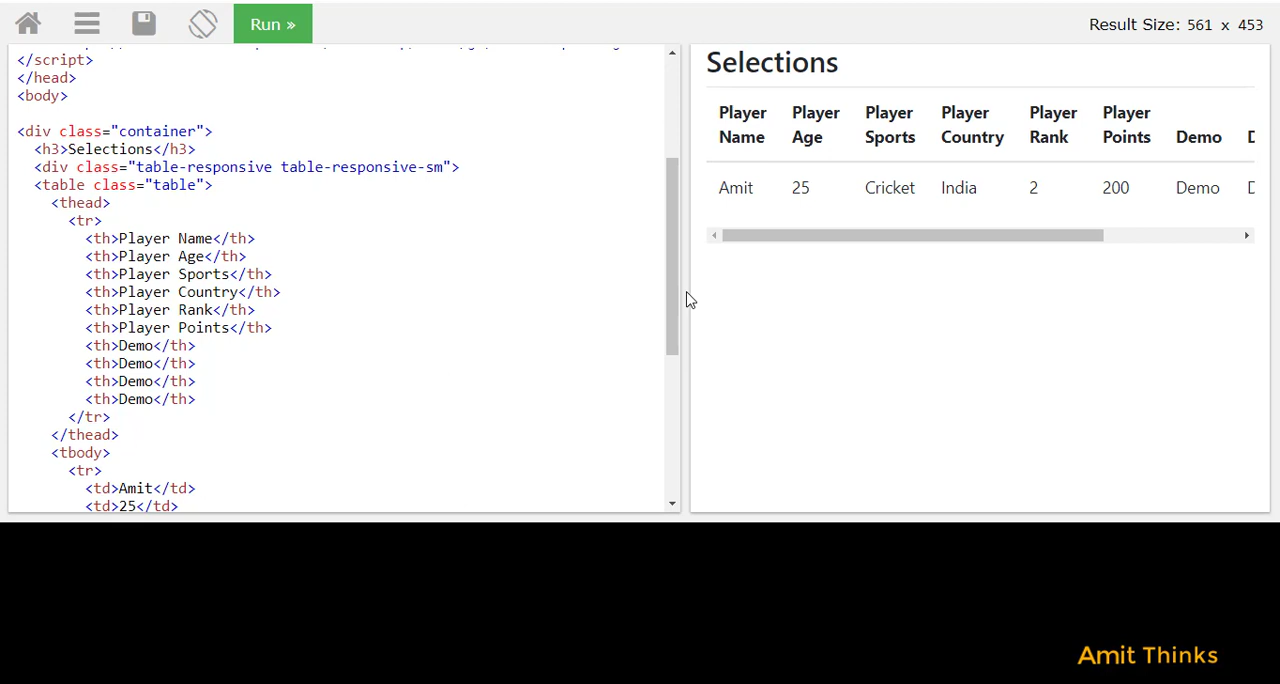 Run »
Result Size: 561 x 453
</script>
</head>
<body>
<div class="container">
<h3>Selections</h3>
<div class="table-responsive table-responsive-sm">
<table class="table">
<thead>
<tr>
<th>Player Name</th>
<th>Player Age</th>
<th>Player Sports</th>
<th>Player Country</th>
<th>Player Rank</th>
<th>Player Points</th>
<th>Demo</th>
<th>Demo</th>
<th>Demo</th>
<th>Demo</th>
</tr>
</thead>
<tbody>
<tr>
<td>Amit</td>
<td>25</td>
Selections
Player Player Player Player Player Player
Name Age Sports Country Rank Points Demo D
Amit 25 Cricket India 2 200 Demo D
Amit Thinks